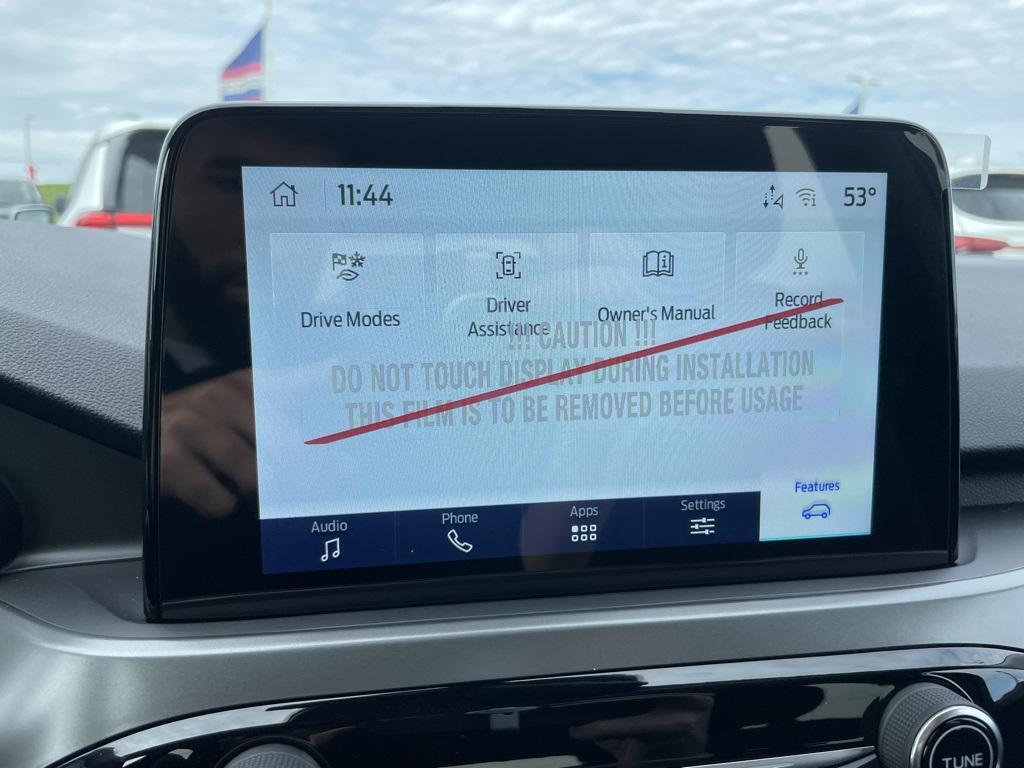 11:44
53°
Drive Modes
Driver
Assistance
Owner's Manual
Record
Feedback
!!! CAUTION !!!
DO NOT TOUCH DISPLAY DURING INSTALLATION
THIS FILM IS TO BE REMOVED BEFORE USAGE
Audio
Phone
Apps
Settings
Features
TUNE